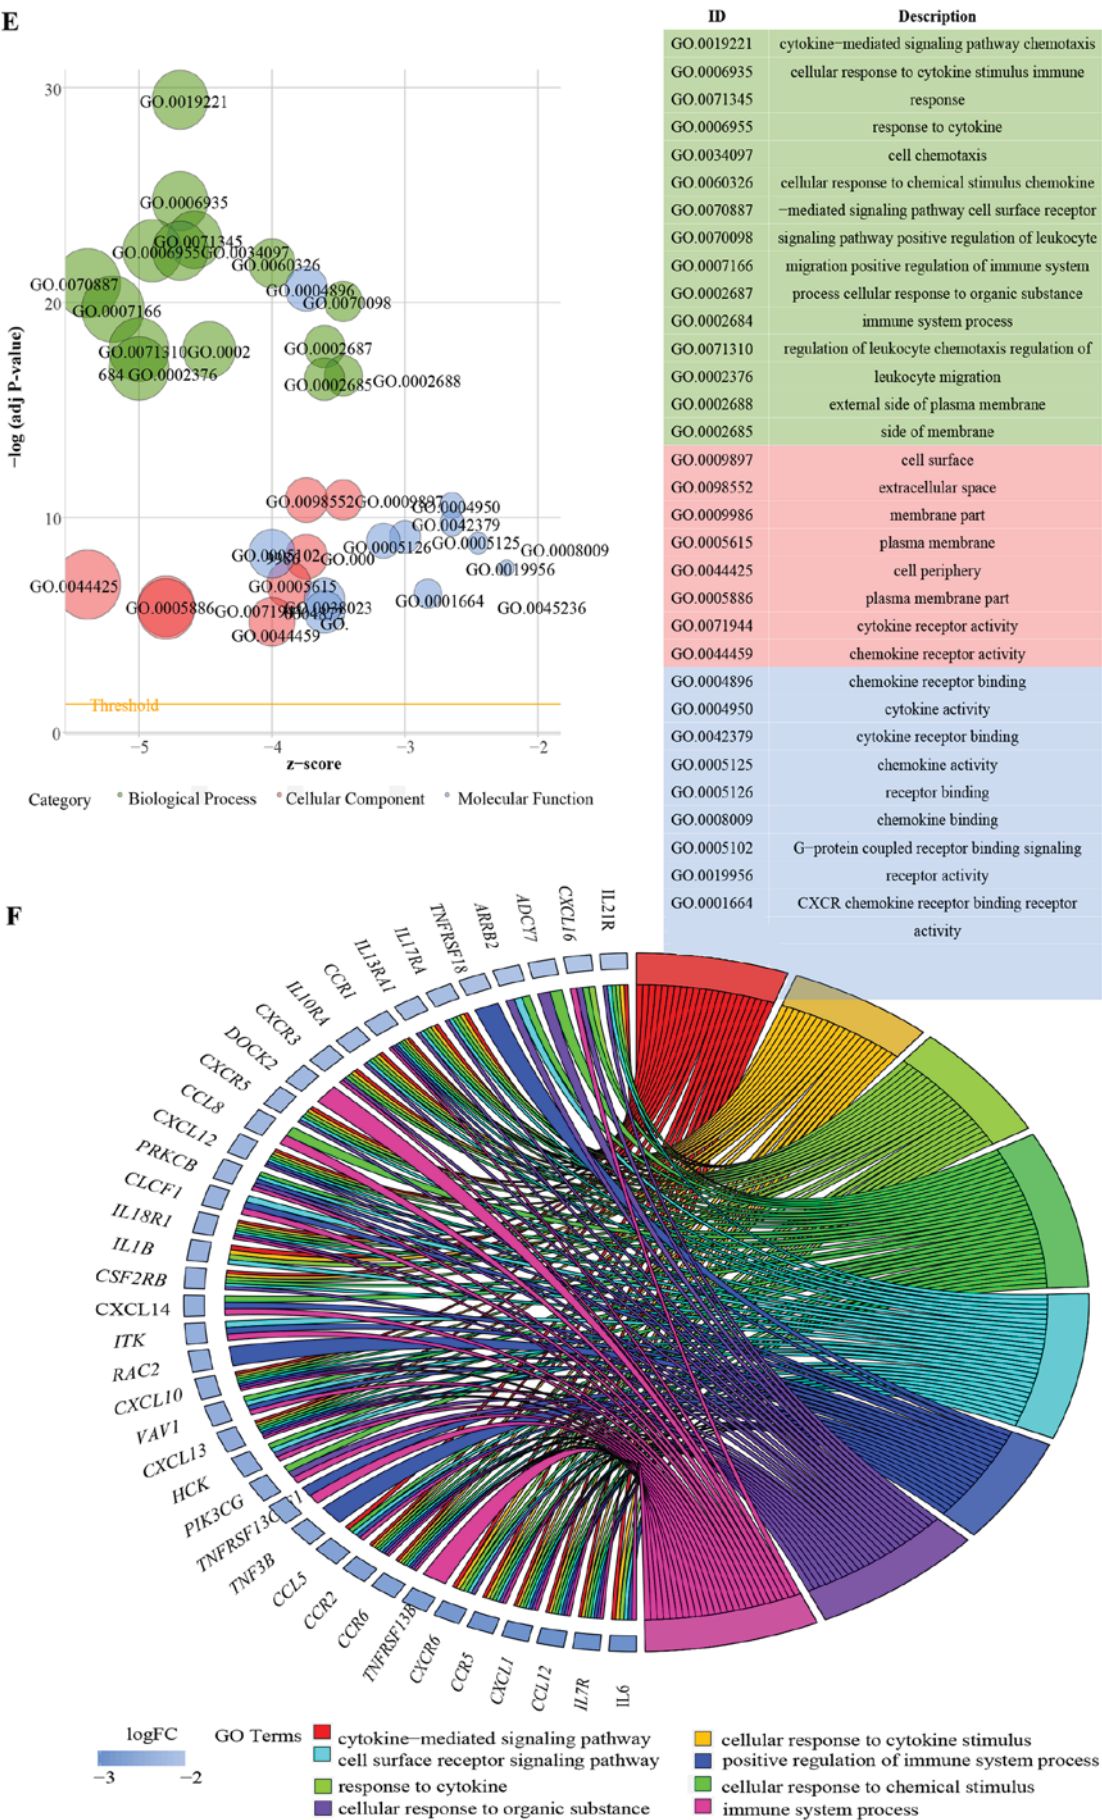 E
ID Description
GO.0019221 cytokine−mediated signaling pathway chemotaxis
GO.0006935 cellular response to cytokine stimulus immune
GO.0071345 response
GO.0006955 response to cytokine
GO.0034097 cell chemotaxis
GO.0060326 cellular response to chemical stimulus chemokine
GO.0070887 −mediated signaling pathway cell surface receptor
GO.0070098 signaling pathway positive regulation of leukocyte
GO.0007166 migration positive regulation of immune system
GO.0002687 process cellular response to organic substance
GO.0002684 immune system process
GO.0071310 regulation of leukocyte chemotaxis regulation of
GO.0002376 leukocyte migration
GO.0002688 external side of plasma membrane
GO.0002685 side of membrane
GO.0009897 cell surface
GO.0098552 extracellular space
GO.0009986 membrane part
GO.0005615 plasma membrane
GO.0044425 cell periphery
GO.0005886 plasma membrane part
GO.0071944 cytokine receptor activity
GO.0044459 chemokine receptor activity
GO.0004896 chemokine receptor binding
GO.0004950 cytokine activity
GO.0042379 cytokine receptor binding
GO.0005125 chemokine activity
GO.0005126 receptor binding
GO.0008009 chemokine binding
GO.0005102 G−protein coupled receptor binding signaling
GO.0019956 receptor activity
GO.0001664 CXCR chemokine receptor binding receptor
activity
−log (adj P-value)
30
20
10
0
GO.0019221
GO.0006935
GO.0071345
GO.0006955GO.0034097
GO.0060326
GO.0070887
GO.0004896
GO.0070098
GO.0007166
GO.0002687
GO.0071310GO.0002
684 GO.0002376
GO.0002685GO.0002688
GO.0098552GO.0009897
GO.0004950
GO.0042379
GO.0005126GO.0005125
GO.0008009
GO.0005102
9986 GO.000
GO.0019956
GO.0044425
GO.0005615
GO.0001664
GO.0005886
GO.0038023
GO.0045236
GO.
GO.0044459
Threshold
−5 −4 −3 −2
z−score
Category Biological Process Cellular Component Molecular Function
F
IL21R
CXCL16
ADCY7
ARRB2
TNFRSF18
IL17RA
IL13RA1
CCR1
IL10RA
CXCR3
DOCK2
CXCR5
CCL8
CXCL12
PRKCB
CLCF1
IL18R1
IL1B
CSF2RB
CXCL14
ITK
RAC2
CXCL10
VAV1
CXCL13
HCK
PIK3CG
TNFRSF13C
TNF3B
CCL5
CCR2
CCR6
TNFRSF13B
CXCR6
CCR5
CXCL1
CCL12
IL7R
IL6
logFC
−3 −2
GO Terms
cytokine−mediated signaling pathway
cell surface receptor signaling pathway
response to cytokine
cellular response to organic substance
cellular response to cytokine stimulus
positive regulation of immune system process
cellular response to chemical stimulus
immune system process